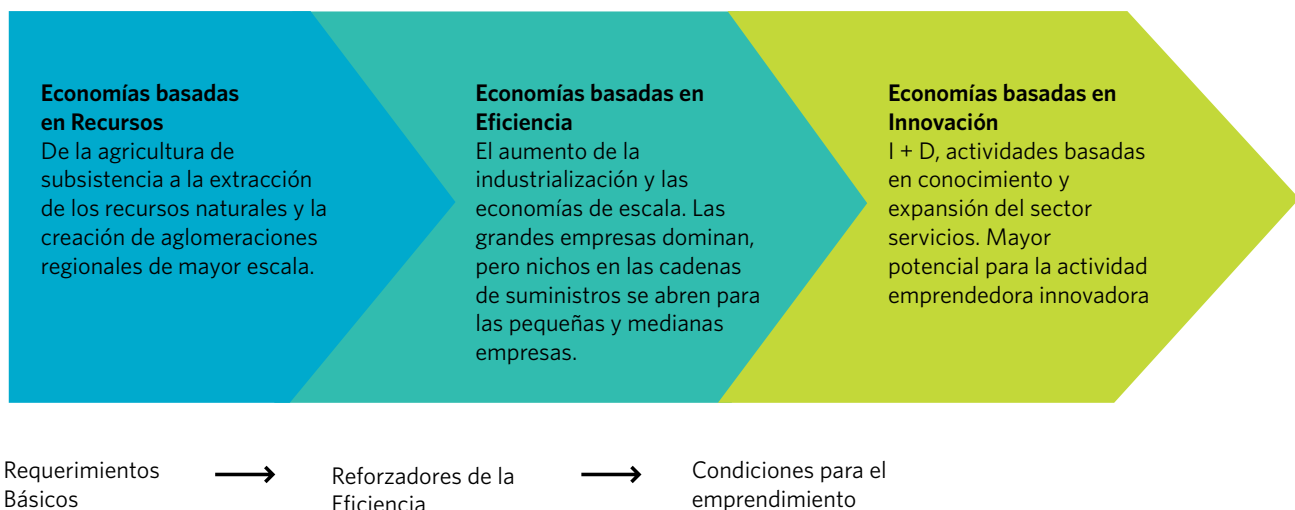 Economías basadas
en Recursos
De la agricultura de
subsistencia a la extracción
de los recursos naturales y la
creación de aglomeraciones
regionales de mayor escala.
Economías basadas en
Eficiencia
El aumento de la
industrialización y las
economías de escala. Las
grandes empresas dominan,
pero nichos en las cadenas
de suministros se abren para
las pequeñas y medianas
empresas.
Economías basadas en
Innovación
I + D, actividades basadas
en conocimiento y
expansión del sector
servicios. Mayor
potencial para la actividad
emprendedora innovadora
Requerimientos
Básicos
Reforzadores de la
Eficiencia
Condiciones para el
emprendimiento